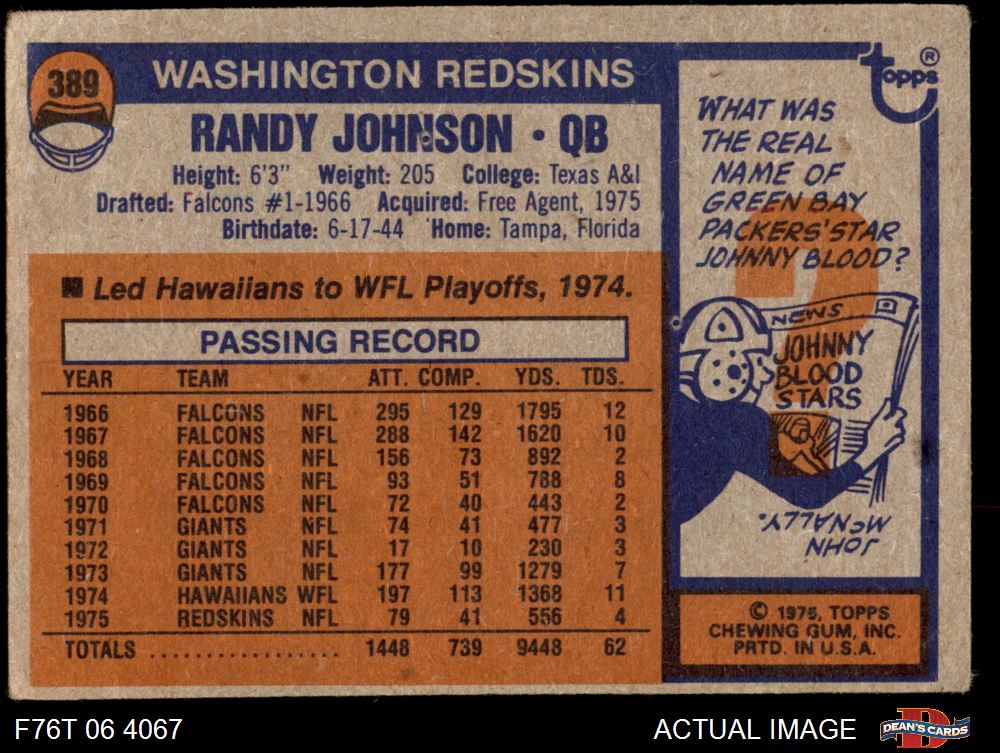 389
WASHINGTON REDSKINS
RANDY JOHNSON · QB
Height: 6'3" Weight: 205 College: Texas A&I
Drafted: Falcons #1-1966 Acquired: Free Agent, 1975
Birthdate: 6-17-44 Home: Tampa, Florida
■ Led Hawaiians to WFL Playoffs, 1974.
PASSING RECORD
YEAR TEAM ATT. COMP. YDS. TDS.
1966 FALCONS NFL 295 129 1795 12
1967 FALCONS NFL 288 142 1620 10
1968 FALCONS NFL 156 73 892 2
1969 FALCONS NFL 93 51 788 8
1970 FALCONS NFL 72 40 443 2
1971 GIANTS NFL 74 41 477 3
1972 GIANTS NFL 17 10 230 3
1973 GIANTS NFL 177 99 1279 7
1974 HAWAIIANS WFL 197 113 1368 11
1975 REDSKINS NFL 79 41 556 4
TOTALS .................. 1448 739 9448 62
topps®
WHAT WAS
THE REAL
NAME OF
GREEN BAY
PACKERS' STAR
JOHNNY BLOOD?
NEWS
JOHNNY
BLOOD
STARS
JOHN
MCNALLY.
© 1976, TOPPS
CHEWING GUM, INC.
PRTD. IN U.S.A.
F76T 06 4067
ACTUAL IMAGE
DEAN'S CARDS